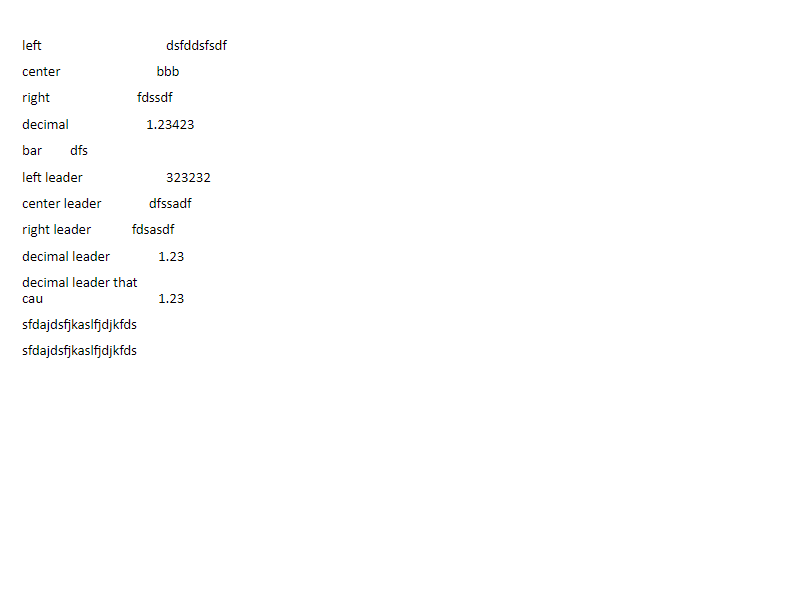 left dsfddsfsdf
center bbb
right fdssdf
decimal 1.23423
bar dfs
left leader 323232
center leader dfssadf
right leader fdsasdf
decimal leader 1.23
decimal leader that
cau 1.23
sfdajdsfjkaslfjdjkfds
sfdajdsfjkaslfjdjkfds